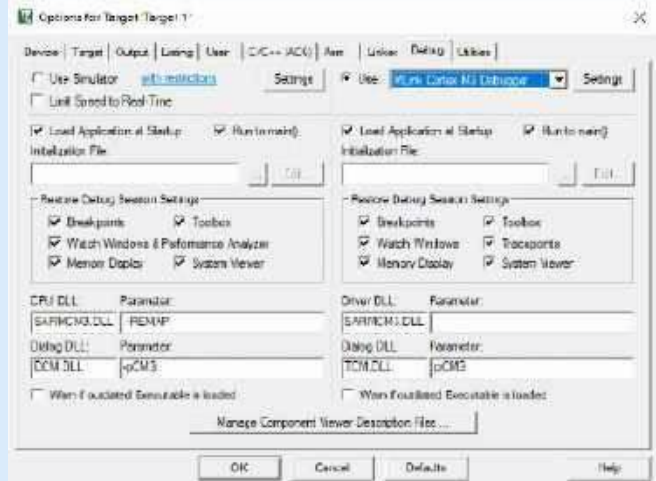 Options for Target 'Target 1'
Device Target Output Listing User C/C++ (AC6) Asm Linker Debug Utilities
Use Simulator with restrictions Settings Use: Cortex-M3 Debugger Settings
Limit Speed to Real-Time
Load Application at Startup Run to main() Load Application at Startup Run to main()
Initialization File: Initialization File:
... Edit... ... Edit...
Restore Debug Session Settings Restore Debug Session Settings
Breakpoints Toolbox Breakpoints Toolbox
Watch Windows & Performance Analyzer Watch Windows Tracepoints
Memory Display System Viewer Memory Display System Viewer
CPU DLL: Parameter: Driver DLL: Parameter:
SARMCM3.DLL -REMAP SARMCM3.DLL
Dialog DLL: Parameter: Dialog DLL: Parameter:
DCM.DLL -pCM3 TCM.DLL -pCM3
Warn if outdated Executable is loaded Warn if outdated Executable is loaded
Manage Component Viewer Description Files ...
OK Cancel Defaults Help